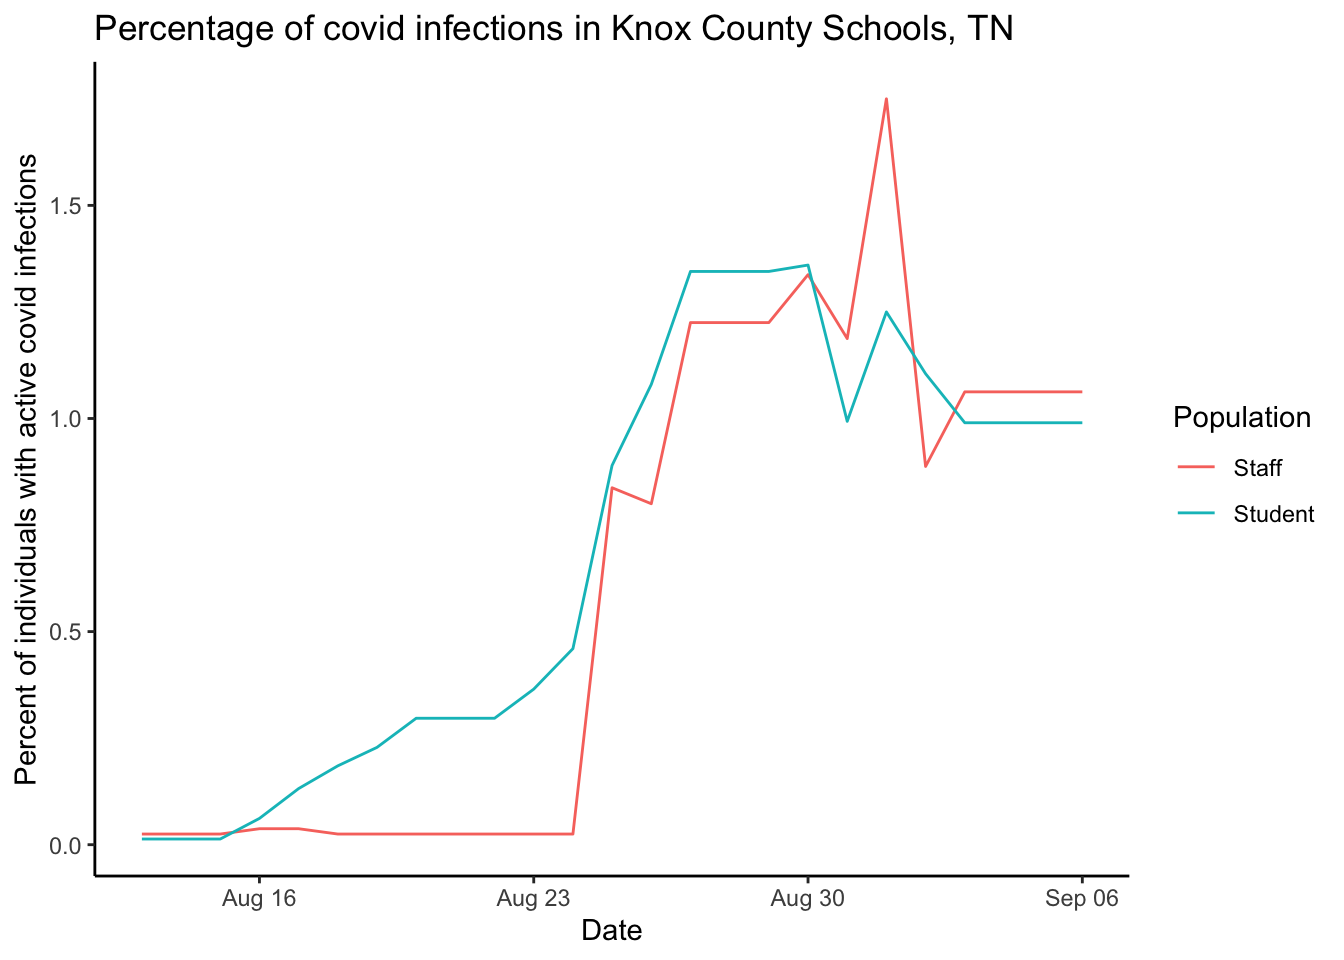 Percentage of covid infections in Knox County Schools, TN
Percent of individuals with active covid infections
1.5
1.0
0.5
0.0
Aug 16
Aug 23
Aug 30
Sep 06
Date
Population
Staff
Student